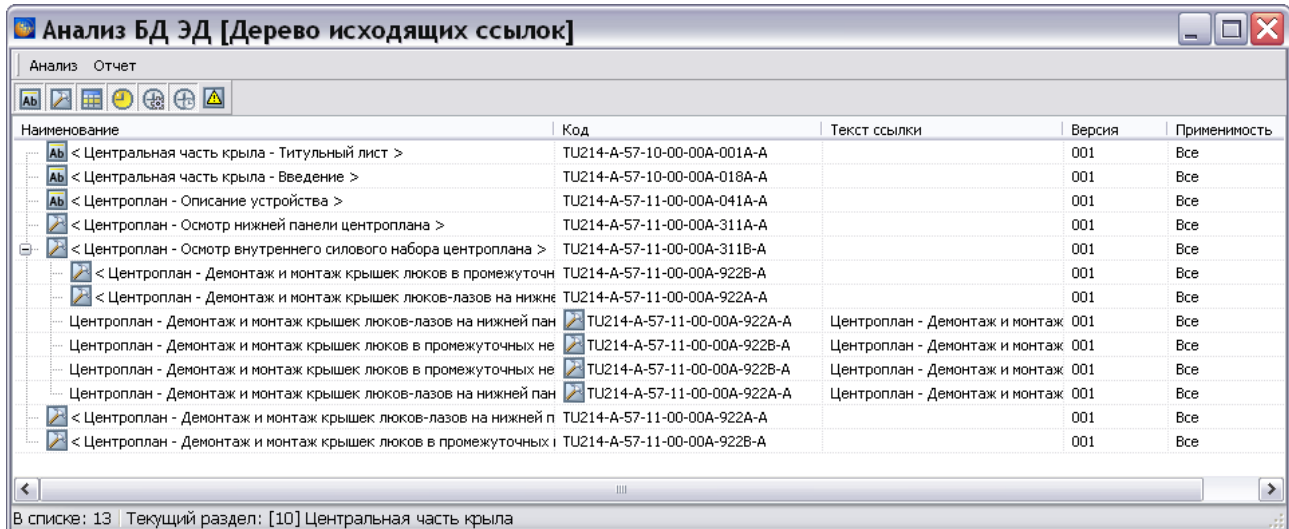 Анализ БД ЭД [Дерево исходящих ссылок]
Анализ Отчет
Ab
Наименование Код Текст ссылки Версия Применимость
Ab < Центральная часть крыла - Титульный лист > TU214-A-57-10-00-00A-001A-A 001 Все
Ab < Центральная часть крыла - Введение > TU214-A-57-10-00-00A-018A-A 001 Все
Ab < Центроплан - Описание устройства > TU214-A-57-11-00-00A-041A-A 001 Все
< Центроплан - Осмотр нижней панели центроплана > TU214-A-57-11-00-00A-311A-A 001 Все
< Центроплан - Осмотр внутреннего силового набора центроплана > TU214-A-57-11-00-00A-311B-A 001 Все
< Центроплан - Демонтаж и монтаж крышек люков в промежуточн TU214-A-57-11-00-00A-922B-A 001 Все
< Центроплан - Демонтаж и монтаж крышек люков-лазов на нижне TU214-A-57-11-00-00A-922A-A 001 Все
Центроплан - Демонтаж и монтаж крышек люков-лазов на нижней пан TU214-A-57-11-00-00A-922A-A Центроплан - Демонтаж и монтаж 001 Все
Центроплан - Демонтаж и монтаж крышек люков в промежуточных не TU214-A-57-11-00-00A-922B-A Центроплан - Демонтаж и монтаж 001 Все
Центроплан - Демонтаж и монтаж крышек люков в промежуточных не TU214-A-57-11-00-00A-922B-A Центроплан - Демонтаж и монтаж 001 Все
Центроплан - Демонтаж и монтаж крышек люков-лазов на нижней пан TU214-A-57-11-00-00A-922A-A Центроплан - Демонтаж и монтаж 001 Все
< Центроплан - Демонтаж и монтаж крышек люков-лазов на нижней п TU214-A-57-11-00-00A-922A-A 001 Все
< Центроплан - Демонтаж и монтаж крышек люков в промежуточных TU214-A-57-11-00-00A-922B-A 001 Все
В списке: 13 Текущий раздел: [10] Центральная часть крыла